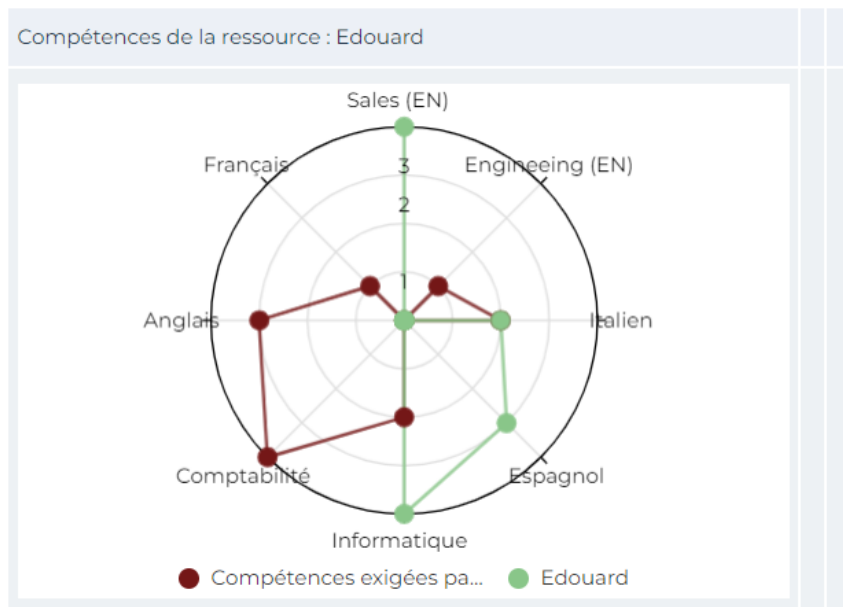 Compétences de la ressource : Edouard
Sales (EN)
Français
3
Engineeing (EN)
2
1
Anglais
Italien
Comptabilité
Espagnol
Informatique
Compétences exigées pa...
Edouard